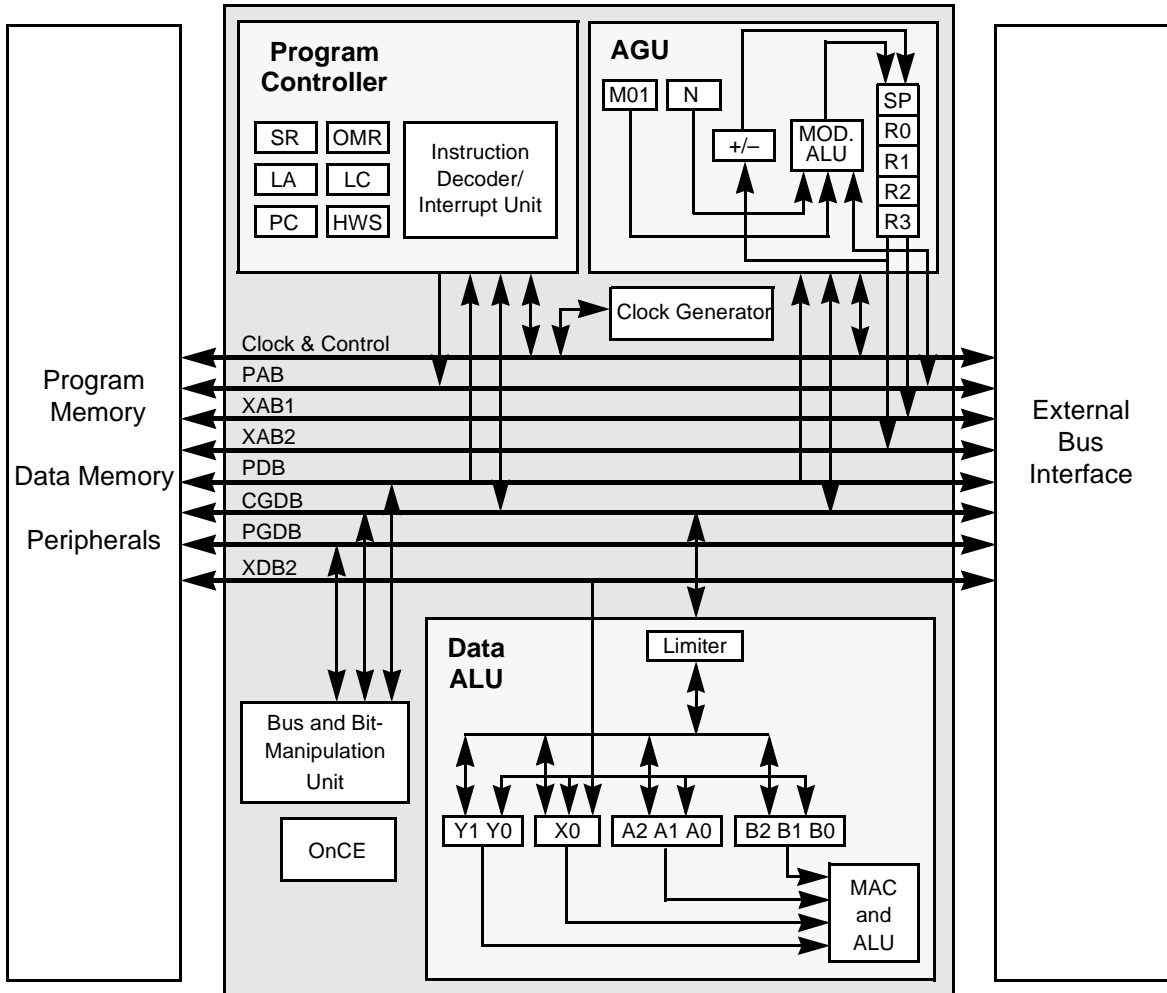 Program
Controller
SR
OMR
LA
LC
PC
HWS
Instruction
Decoder/
Interrupt Unit
AGU
M01
N
+/–
MOD.
ALU
SP
R0
R1
R2
R3
Clock Generator
Program
Memory
Data Memory
Peripherals
Clock & Control
PAB
XAB1
XAB2
PDB
CGDB
PGDB
XDB2
External
Bus
Interface
Bus and Bit-
Manipulation
Unit
OnCE
Data
ALU
Limiter
Y1 Y0
X0
A2 A1 A0
B2 B1 B0
MAC
and
ALU